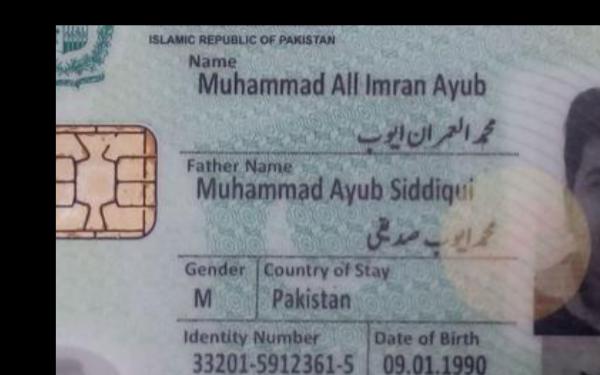 ISLAMIC REPUBLIC OF PAKISTAN
Name
Muhammad All Imran Ayub
محمد العمران ایوب
Father Name
Muhammad Ayub Siddiqui
محمد ایوب صدیقی
Gender Country of Stay
M Pakistan
Identity Number Date of Birth
33201-5912361-5 09.01.1990